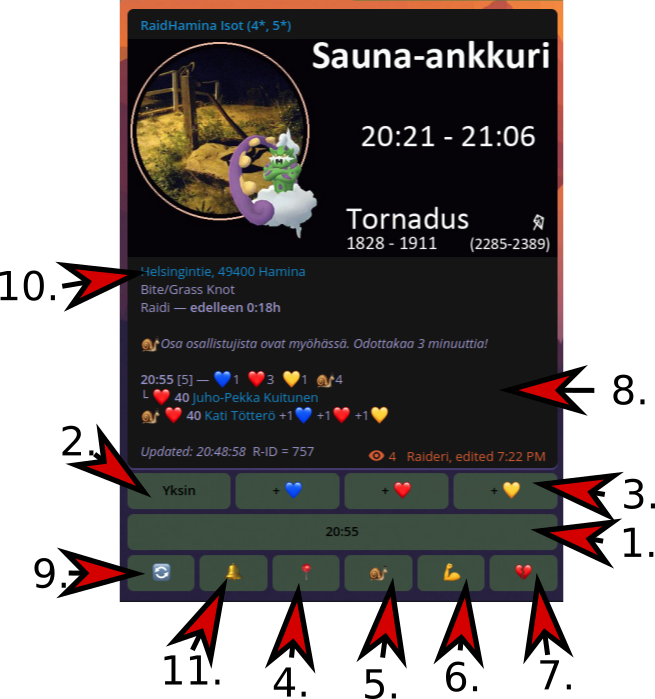 RaidHamina Isot (4*, 5*)
Sauna-ankkuri
20:21 - 21:06
Tornadus
1828 - 1911 (2285-2389)
10.
Helsingintie, 49400 Hamina
Bite/Grass Knot
Raidi — edelleen 0:18h
🐌Osa osallistujista ovat myöhässä. Odottakaa 3 minuuttia!
20:55 [5] — 💙1 ❤️3 💛1 🐌4
8.
└ ❤️ 40 Juho-Pekka Kuitunen
🐌 ❤️ 40 Kati Tötterö +1💙 +1❤️ +1💛
2.
Updated: 20:48:58 R-ID = 757
4 Raideri, edited 7:22 PM
Yksin
+ 💙
+ ❤️
+ 💛
3.
20:55
1.
9.
11.
4.
5.
6.
7.